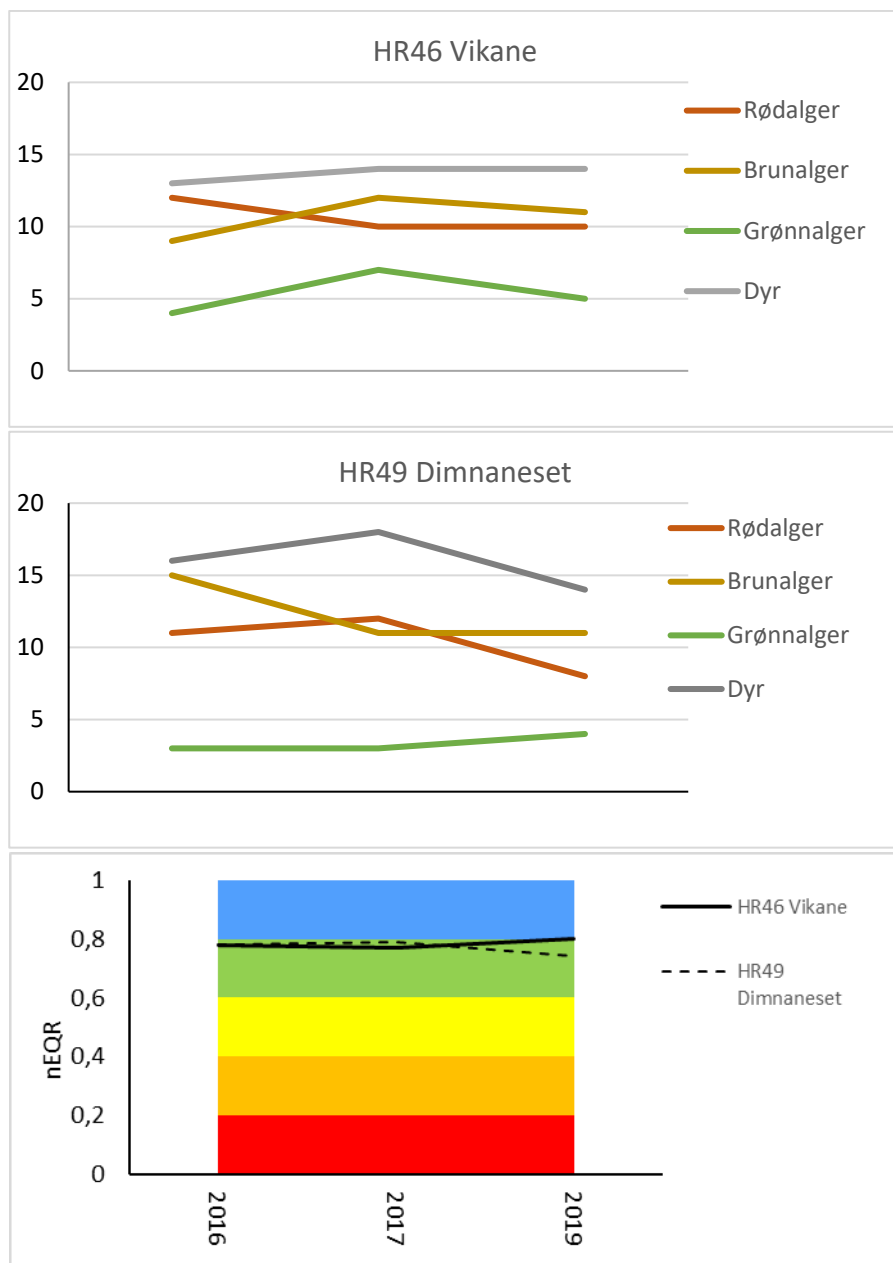 HR46 Vikane
20
15
10
5
0
Rødalger
Brunalger
Grønnalger
Dyr
HR49 Dimnaneset
20
15
10
5
0
Rødalger
Brunalger
Grønnalger
Dyr
nEQR
1
0,8
0,6
0,4
0,2
0
2016
2017
2019
HR46 Vikane
HR49
Dimnaneset